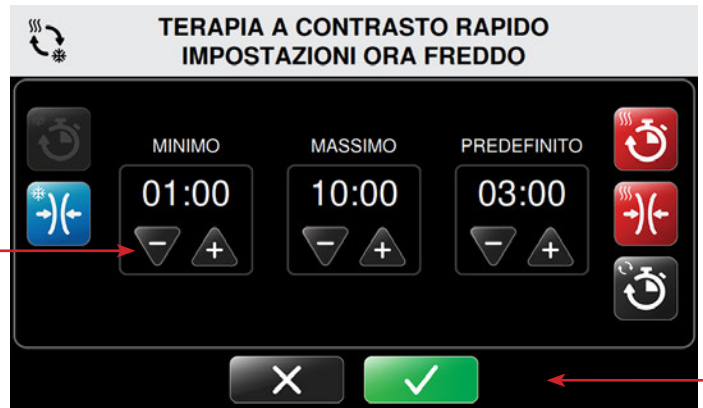 TERAPIA A CONTRASTO RAPIDO
IMPOSTAZIONI ORA FREDDO
MINIMO MASSIMO PREDEFINITO
01:00 10:00 03:00
− + − + − +